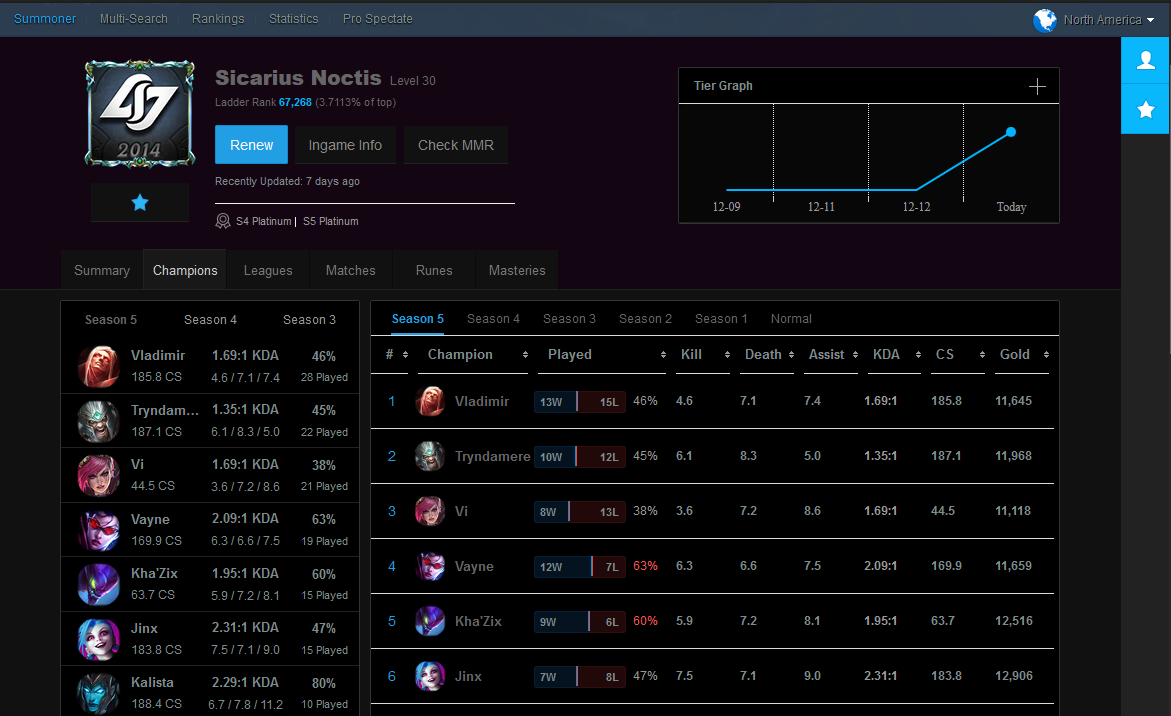 Summoner Multi-Search Rankings Statistics Pro Spectate North America
2014
Sicarius Noctis Level 30
Ladder Rank 67,268 (3.7113% of top)
Renew Ingame Info Check MMR
Recently Updated: 7 days ago
S4 Platinum | S5 Platinum
Tier Graph
12-09 12-11 12-12 Today
Summary Champions Leagues Matches Runes Masteries
Season 5 Season 4 Season 3
Vladimir 1.69:1 KDA 46%
185.8 CS 4.6 / 7.1 / 7.4 28 Played
Tryndam... 1.35:1 KDA 45%
187.1 CS 6.1 / 8.3 / 5.0 22 Played
Vi 1.69:1 KDA 38%
44.5 CS 3.6 / 7.2 / 8.6 21 Played
Vayne 2.09:1 KDA 63%
169.9 CS 6.3 / 6.6 / 7.5 19 Played
Kha'Zix 1.95:1 KDA 60%
63.7 CS 5.9 / 7.2 / 8.1 15 Played
Jinx 2.31:1 KDA 47%
183.8 CS 7.5 / 7.1 / 9.0 15 Played
Kalista 2.29:1 KDA 80%
188.4 CS 6.7 / 7.8 / 11.2 10 Played
Season 5 Season 4 Season 3 Season 2 Season 1 Normal
# Champion Played Kill Death Assist KDA CS Gold
1 Vladimir 13W 15L 46% 4.6 7.1 7.4 1.69:1 185.8 11,645
2 Tryndamere 10W 12L 45% 6.1 8.3 5.0 1.35:1 187.1 11,968
3 Vi 8W 13L 38% 3.6 7.2 8.6 1.69:1 44.5 11,118
4 Vayne 12W 7L 63% 6.3 6.6 7.5 2.09:1 169.9 11,659
5 Kha'Zix 9W 6L 60% 5.9 7.2 8.1 1.95:1 63.7 12,516
6 Jinx 7W 8L 47% 7.5 7.1 9.0 2.31:1 183.8 12,906